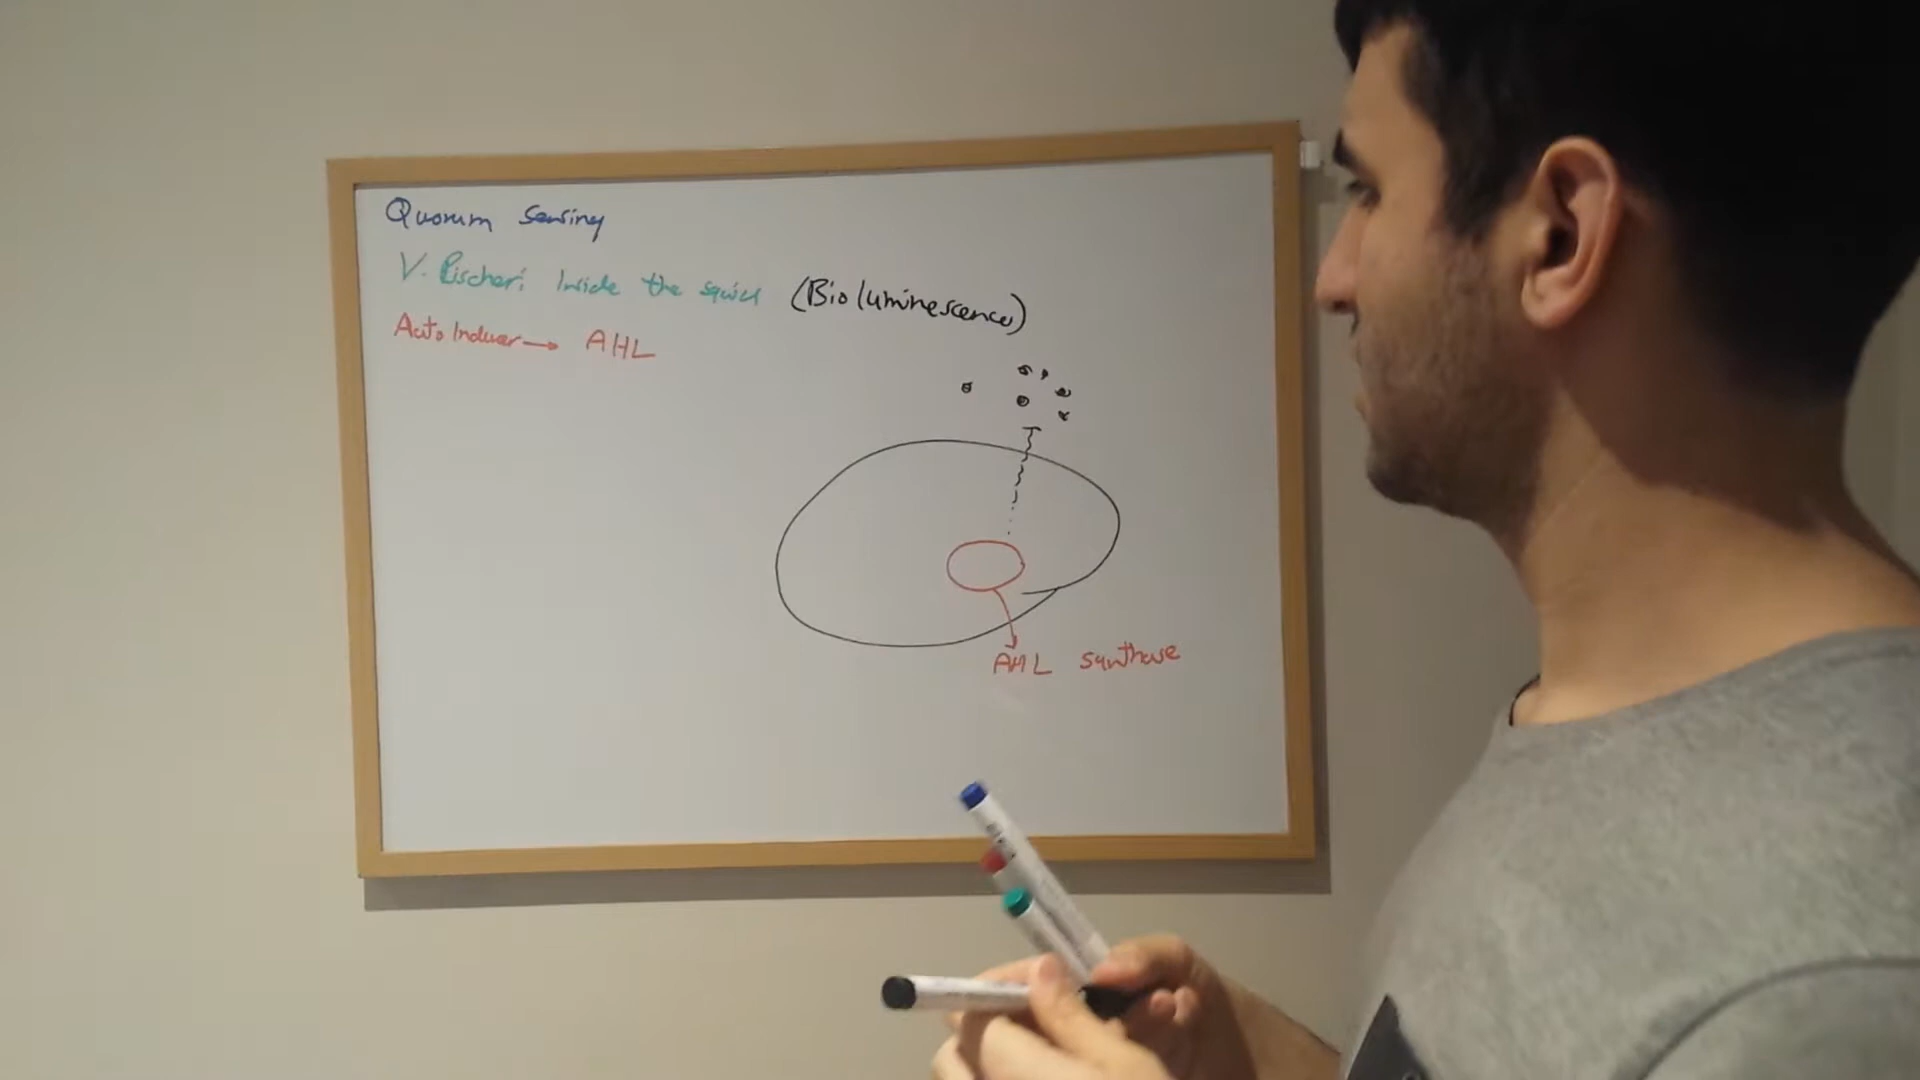 Quorum Sensing
V. Fischeri Inside the squid (Bioluminescence)
Auto Inducer → AHL
AHL synthase